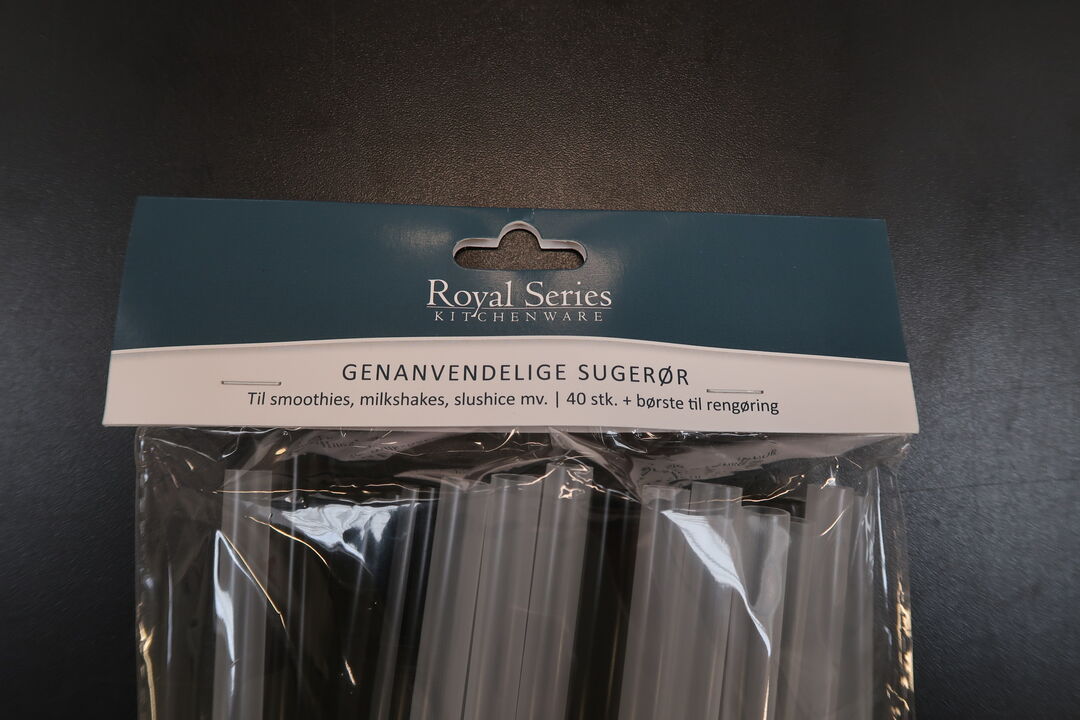 Royal Series
KITCHENWARE
GENANVENDELIGE SUGERØR
Til smoothies, milkshakes, slushice mv. | 40 stk. + børste til rengøring